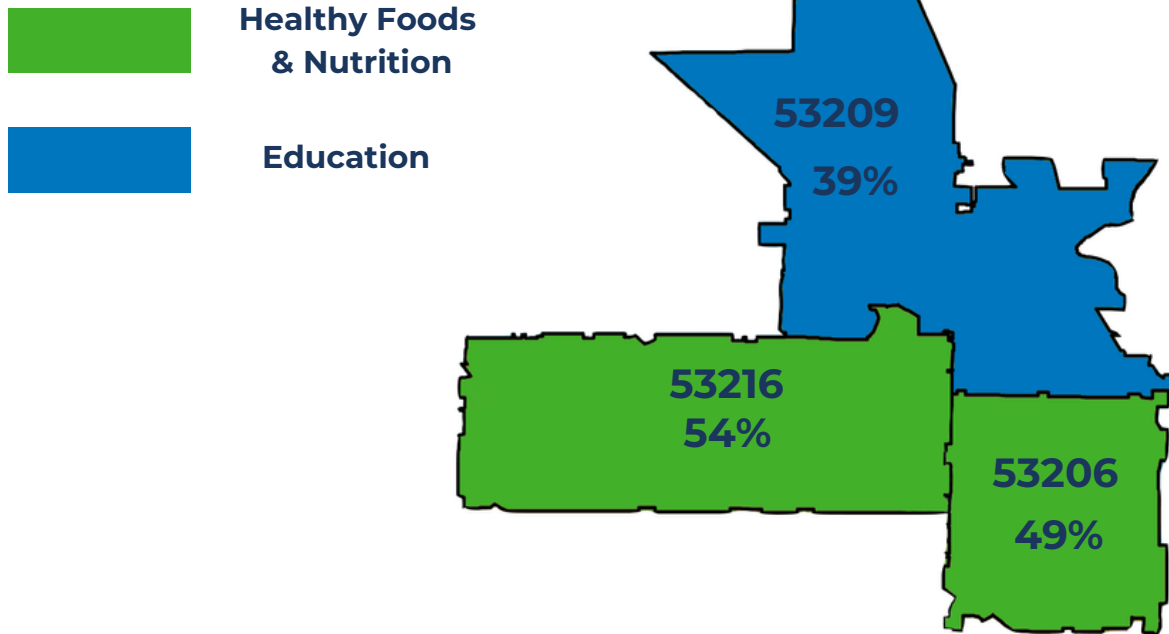 Healthy Foods
& Nutrition
Education
53209
39%
53216
54%
53206
49%